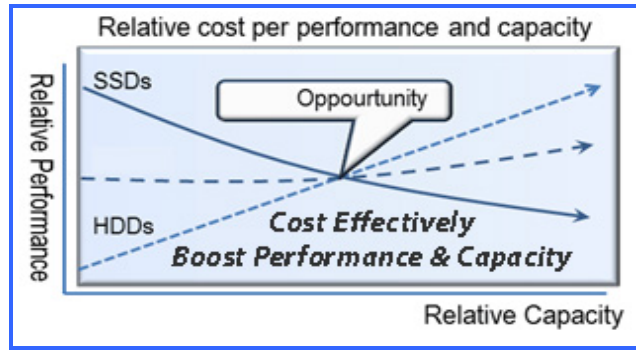 Relative cost per performance and capacity
SSDs
Oppourtunity
Relative Performance
HDDs
Cost Effectively
Boost Performance & Capacity
Relative Capacity